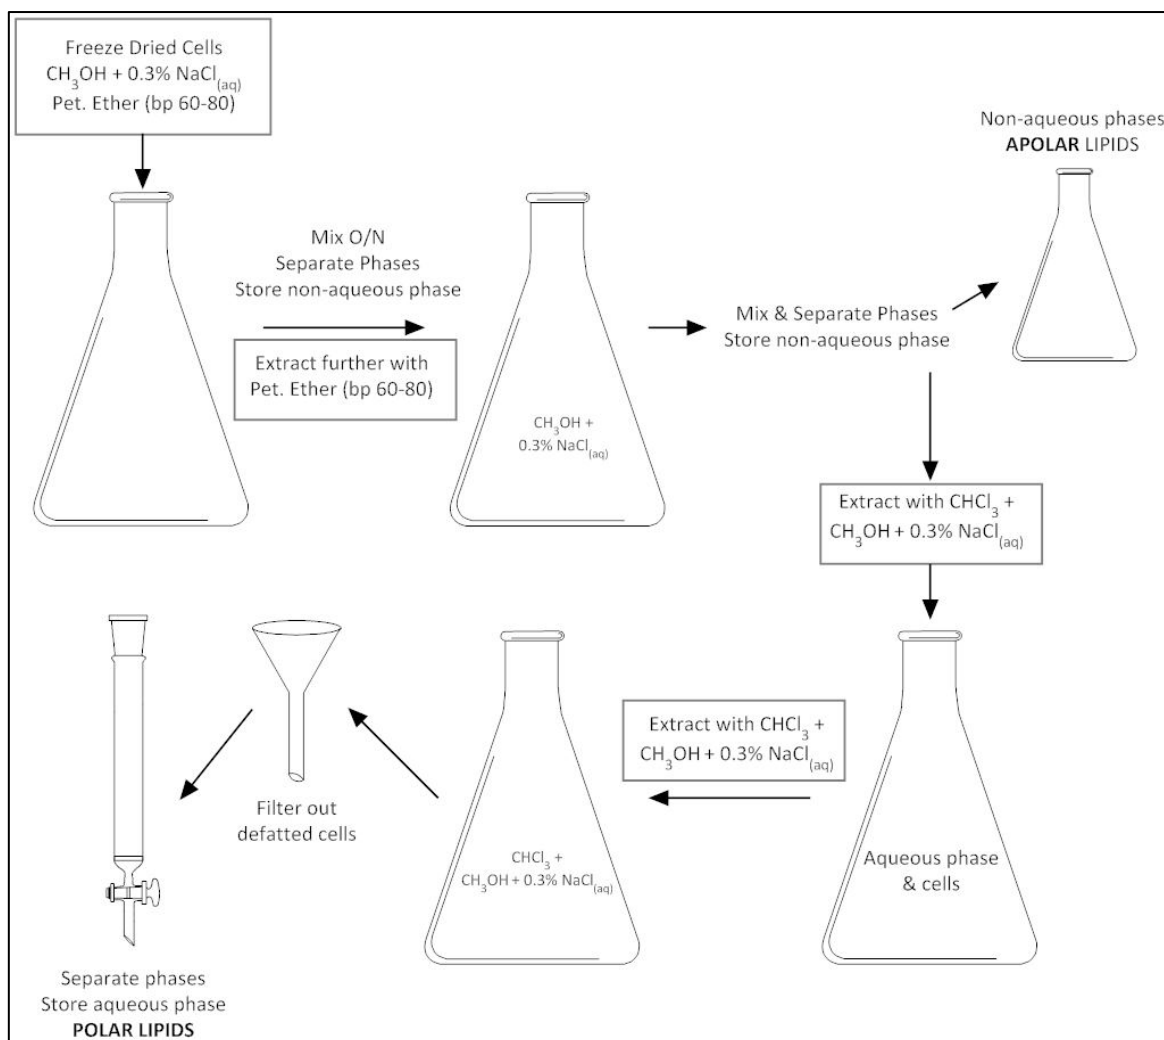 Freeze Dried Cells
CH₃OH + 0.3% NaCl(aq)
Pet. Ether (bp 60-80)
Mix O/N
Separate Phases
Store non-aqueous phase
Extract further with
Pet. Ether (bp 60-80)
CH₃OH +
0.3% NaCl(aq)
Mix & Separate Phases
Store non-aqueous phase
Non-aqueous phases
APOLAR LIPIDS
Extract with CHCl₃ +
CH₃OH + 0.3% NaCl(aq)
Aqueous phase
& cells
Extract with CHCl₃ +
CH₃OH + 0.3% NaCl(aq)
CHCl₃ +
CH₃OH + 0.3% NaCl(aq)
Filter out
defatted cells
Separate phases
Store aqueous phase
POLAR LIPIDS